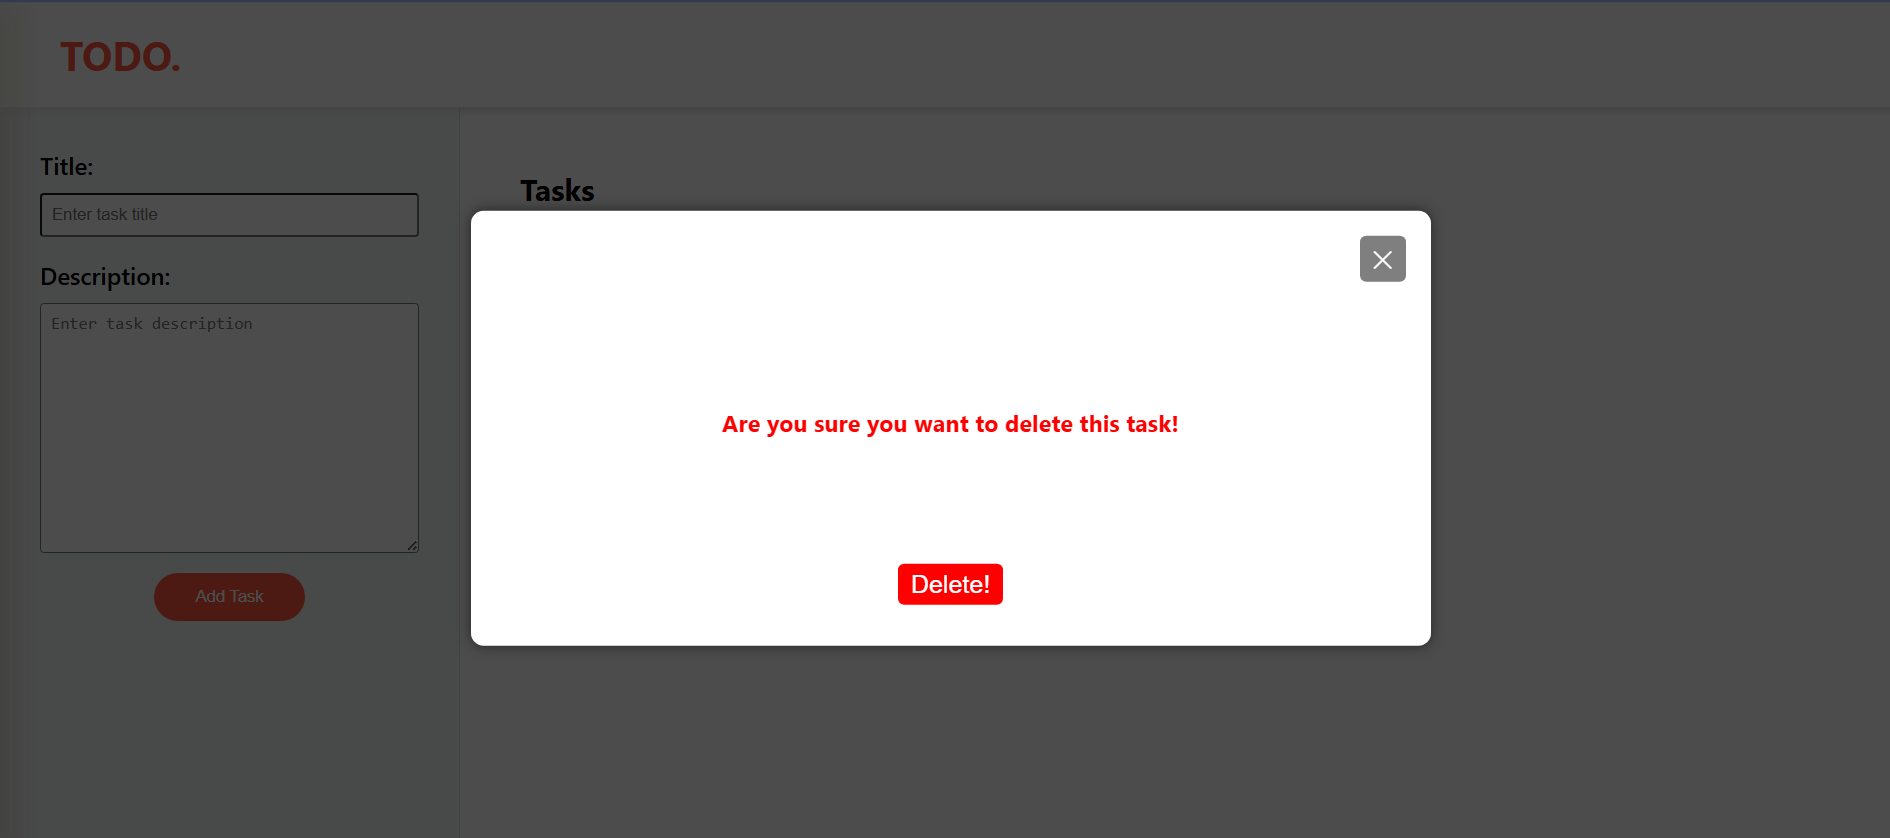 TODO.
Title:
Enter task title
Description:
Enter task description
Add Task
Tasks
Are you sure you want to delete this task!
Delete!